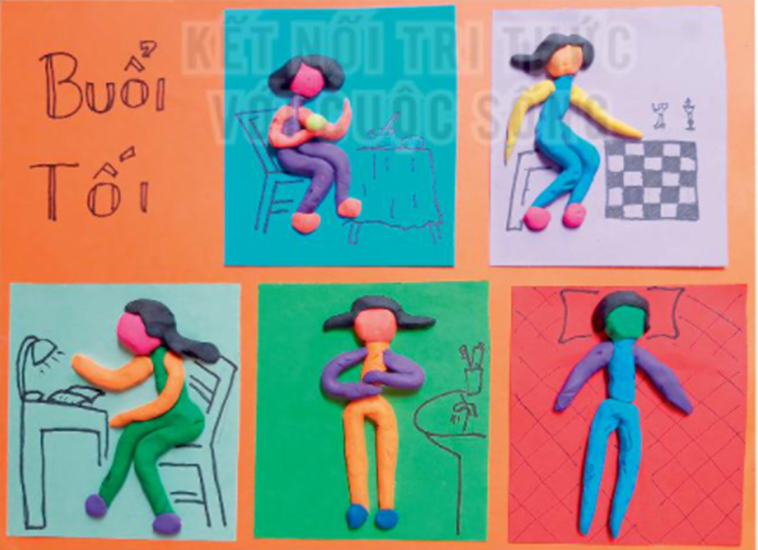 KẾT NỐI TRI THỨC
VỚI CUỘC SỐNG
Buổi
Tối